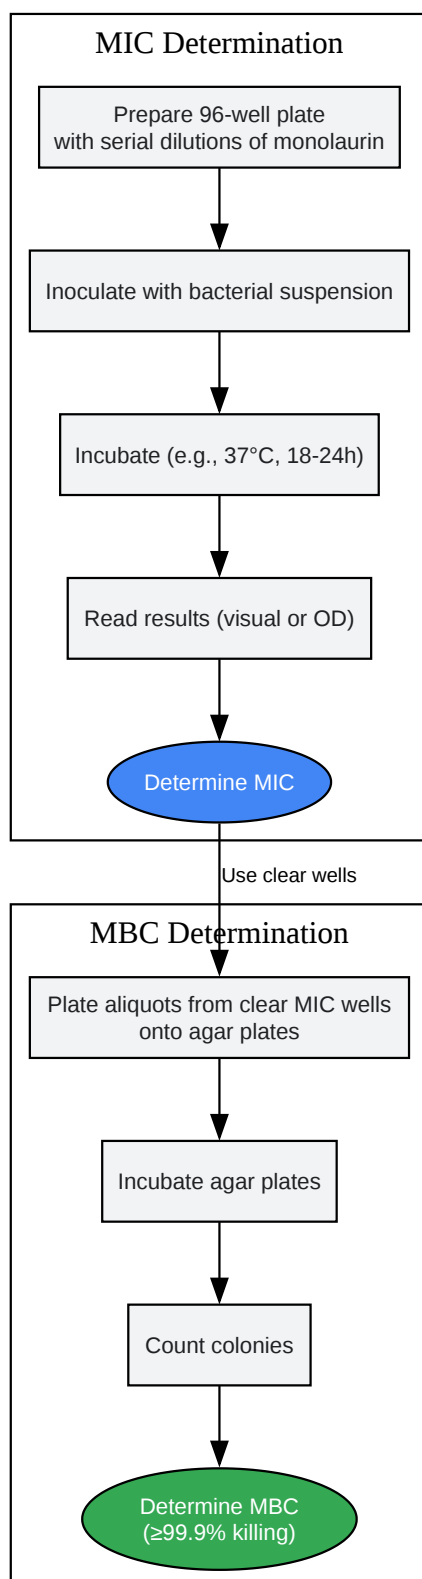 MIC Determination
Prepare 96-well plate
with serial dilutions of monolaurin
Inoculate with bacterial suspension
Incubate (e.g., 37°C, 18-24h)
Read results (visual or OD)
Determine MIC
Use clear wells
MBC Determination
Plate aliquots from clear MIC wells
onto agar plates
Incubate agar plates
Count colonies
Determine MBC
(≥99.9% killing)